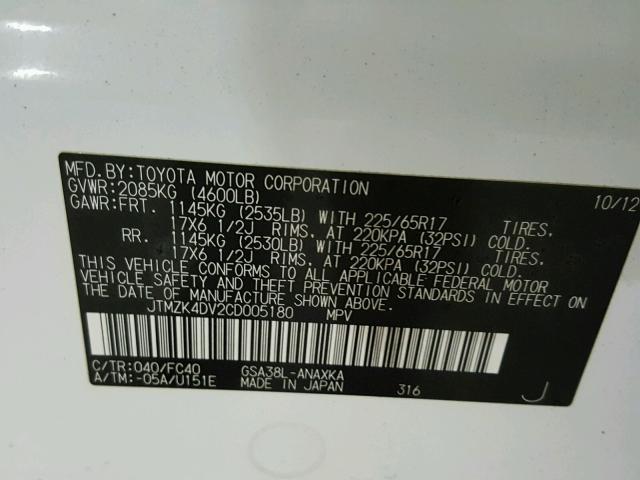 MFD.BY:TOYOTA MOTOR CORPORATION 10/12
GVWR:2085KG (4600LB)
GAWR:FRT. 1145KG (2535LB) WITH 225/65R17 TIRES,
17X6 1/2J RIMS, AT 220KPA (32PSI) COLD.
RR. 1145KG (2530LB) WITH 225/65R17 TIRES,
17X6 1/2J RIMS, AT 220KPA (32PSI) COLD.
THIS VEHICLE CONFORMS TO ALL APPLICABLE FEDERAL MOTOR
VEHICLE SAFETY AND THEFT PREVENTION STANDARDS IN EFFECT ON
THE DATE OF MANUFACTURE SHOWN ABOVE.
JTMZK4DV2CD005180 MPV
C/TR:040/FC40 GSA38L-ANAXKA
A/TM:-05A/U151E MADE IN JAPAN 316 J